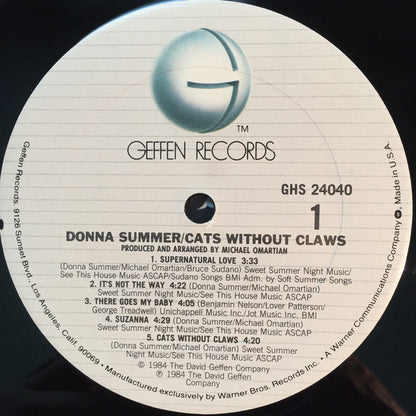 G
TM
GEFFEN RECORDS
GHS 24040
1
DONNA SUMMER/CATS WITHOUT CLAWS
PRODUCED AND ARRANGED BY MICHAEL OMARTIAN
1. SUPERNATURAL LOVE 3:33
(Donna Summer/Michael Omartian/Bruce Sudano) Sweet Summer Night Music/
See This House Music ASCAP/Sudano Songs BMI Adm. by Soft Summer Songs
2. IT'S NOT THE WAY 4:22 (Donna Summer/Michael Omartian)
Sweet Summer Night Music/See This House Music ASCAP
3. THERE GOES MY BABY 4:05 (Benjamin Nelson/Lover Patterson/
George Treadwell) Unichappell Music Inc./Jot Music Inc. BMI
4. SUZANNA 4:29 (Donna Summer/Michael Omartian)
Sweet Summer Night Music/See This House Music ASCAP
5. CATS WITHOUT CLAWS 4:20
(Donna Summer/Michael Omartian) Sweet Summer
Night Music/See This House Music ASCAP
© 1984 The David Geffen Company
℗ 1984 The David Geffen
Company
Geffen Records, 9126 Sunset Blvd., Los Angeles, Calif. 90069 • Manufactured exclusively by Warner Bros. Records Inc. • A Warner Communications Company, Made in U.S.A.